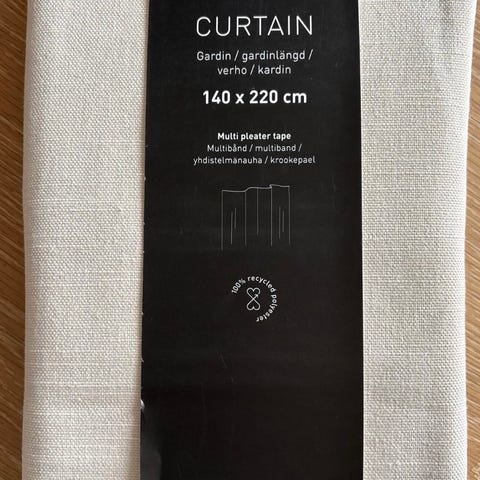 CURTAIN
Gardin / gardinlängd /
verho / kardin
140 x 220 cm
Multi pleater tape
Multibånd / multiband /
yhdistelmänauha / krookepael
100% recycled polyester